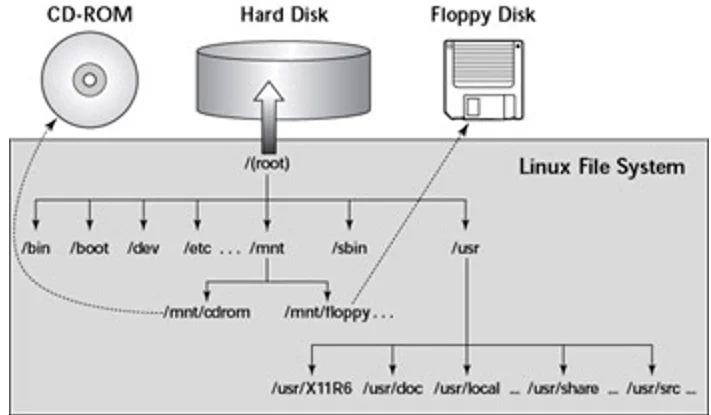 CD-ROM Hard Disk Floppy Disk
/(root)
Linux File System
/bin /boot /dev /etc ... /mnt /sbin /usr
/mnt/cdrom /mnt/floppy...
/usr/X11R6 /usr/doc /usr/local ... /usr/share ... /usr/src ...